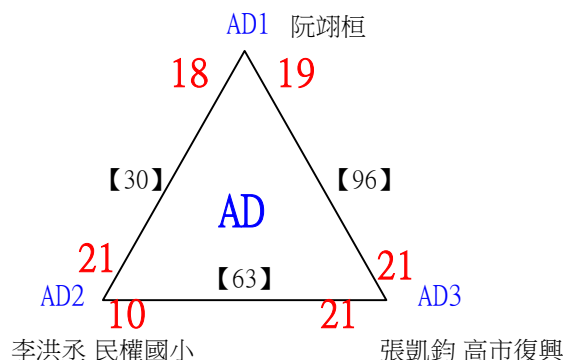 AD1 阮翊桓
18 19
【30】 【96】
AD
21 21
【63】
AD2 AD3
10 21
李洪丞 民權國小 張凱鈞 高市復興